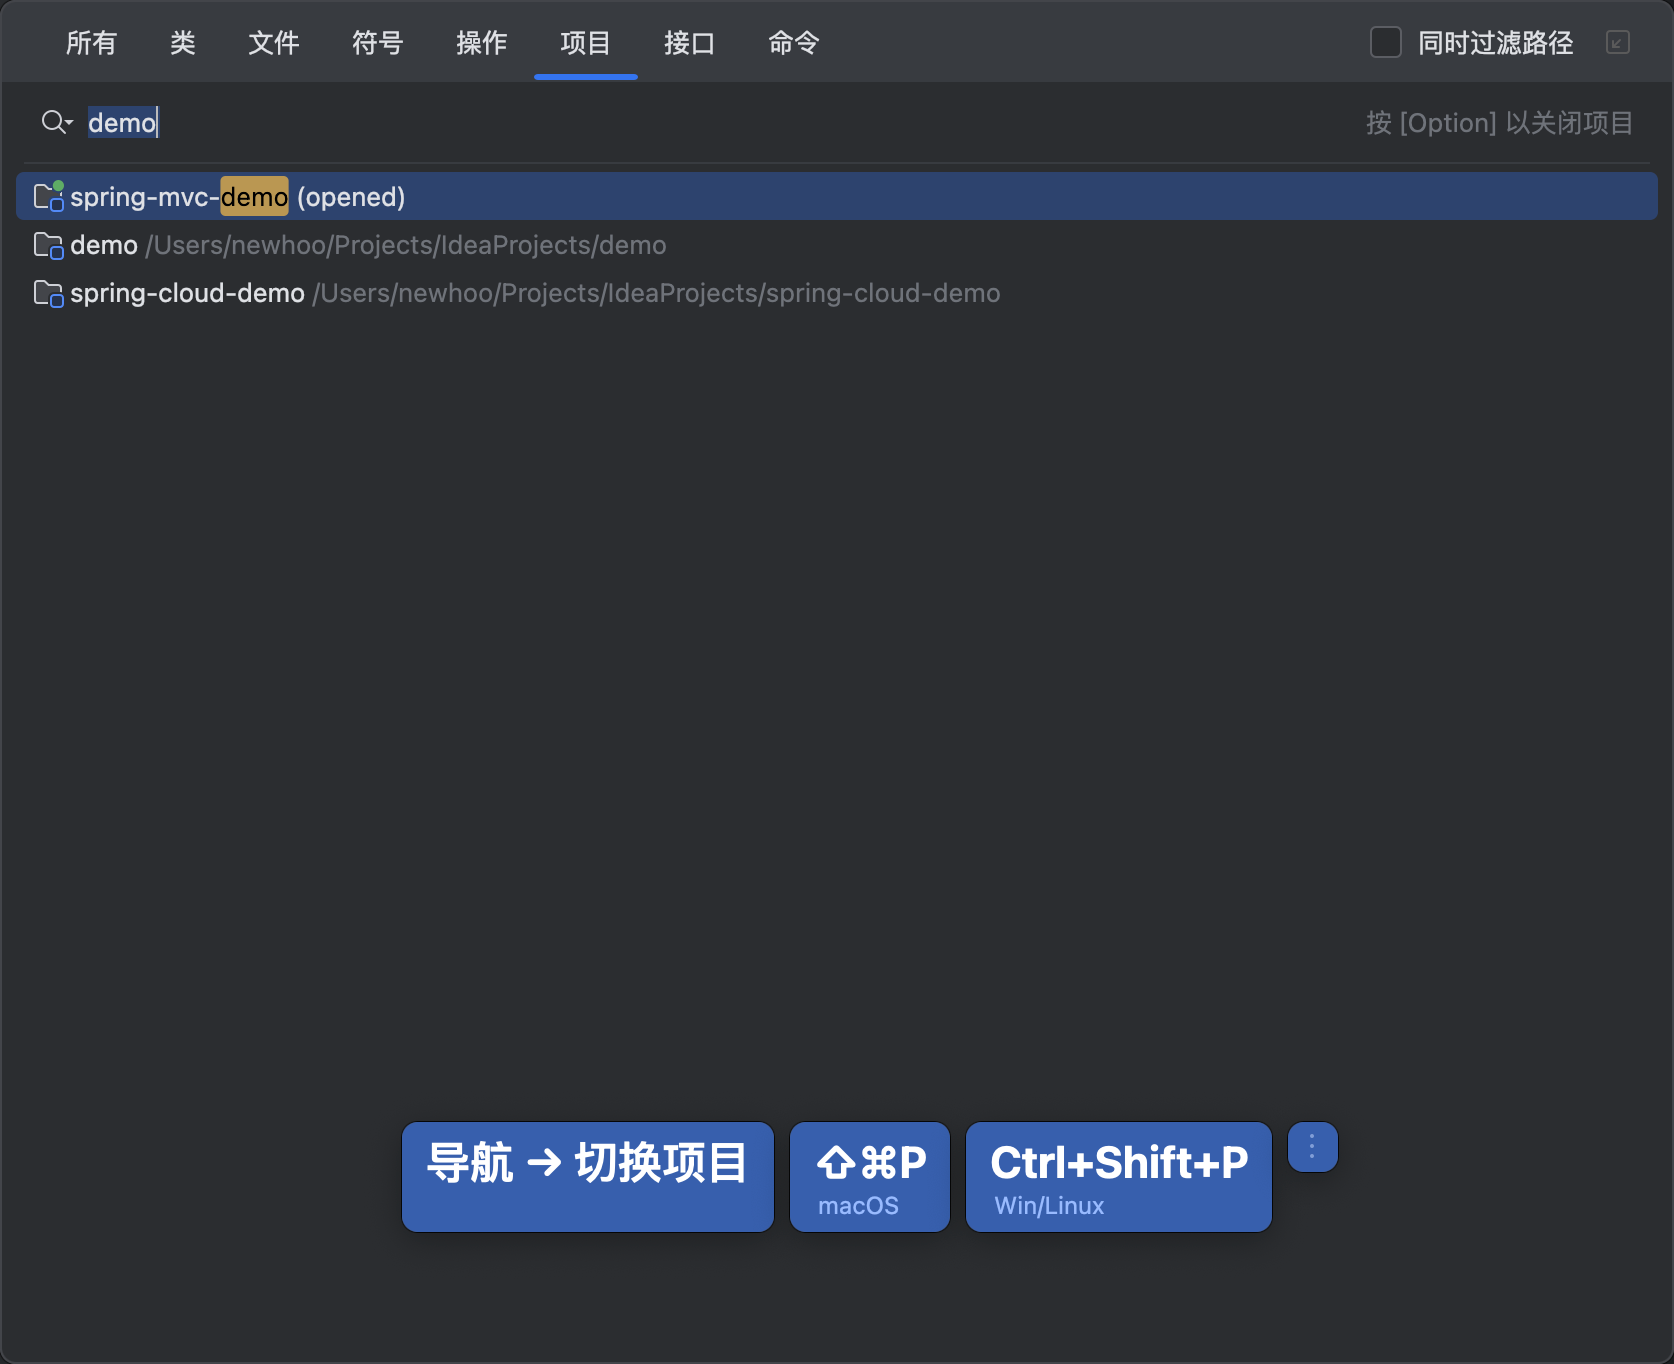 所有 类 文件 符号 操作 项目 接口 命令 同时过滤路径
demo 按 [Option] 以关闭项目
spring-mvc-demo (opened)
demo /Users/newhoo/Projects/IdeaProjects/demo
spring-cloud-demo /Users/newhoo/Projects/IdeaProjects/spring-cloud-demo
导航 → 切换项目 ⇧⌘P Ctrl+Shift+P
macOS Win/Linux